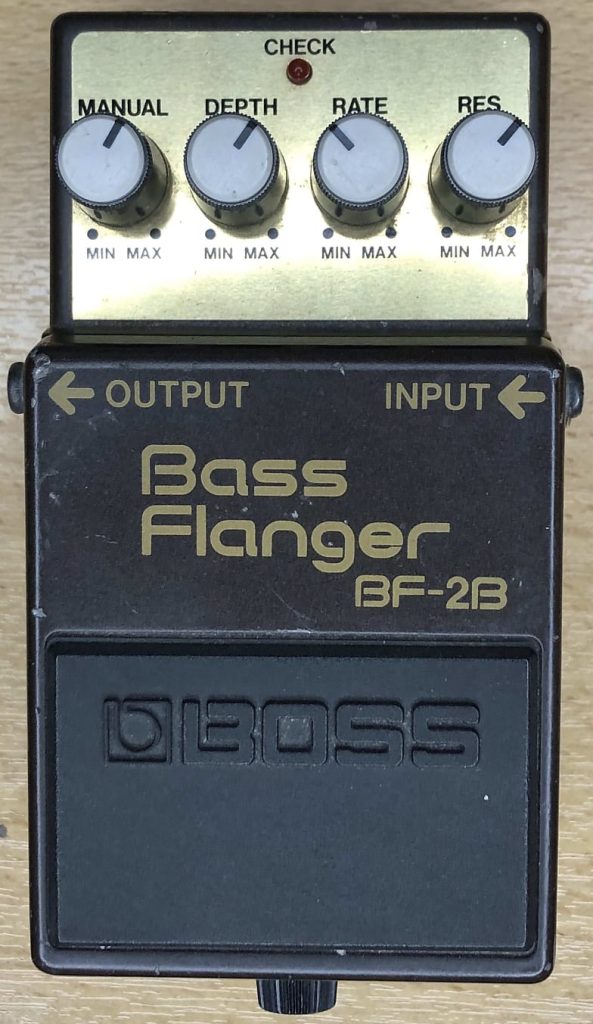 CHECK
MANUAL DEPTH RATE RES.
MIN MAX MIN MAX MIN MAX MIN MAX
OUTPUT INPUT
Bass
Flanger
BF-2B
BOSS